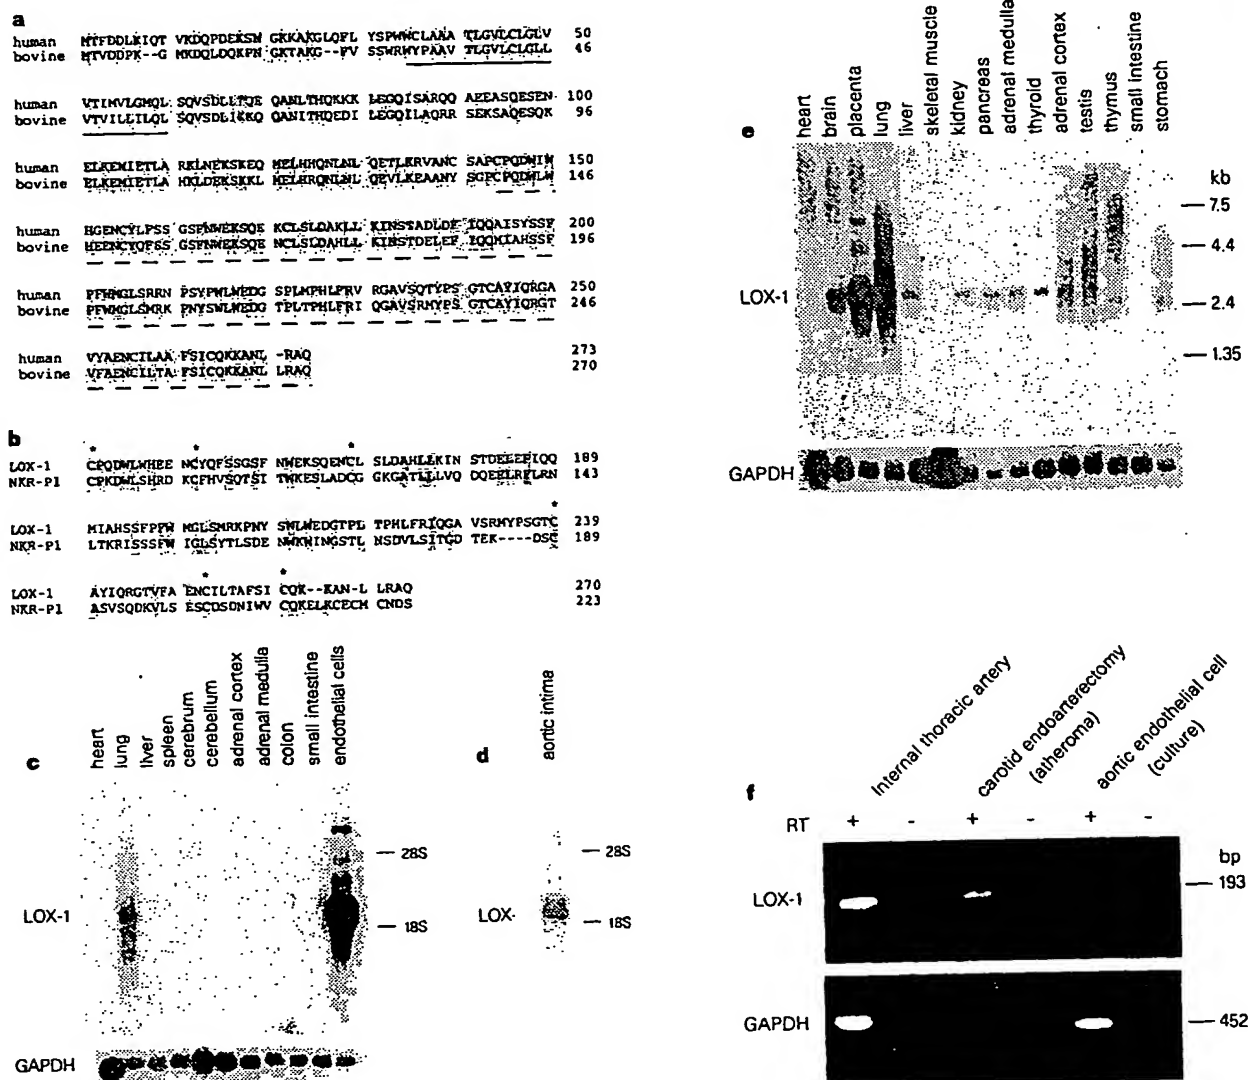 a
human MTFDDLKIQT VKDQPDEKSN GKKAKGLQFL YSPWWCLAAA TLGVLCLGLV 50
bovine MTVDDPK--G MKDQLDQKPN GKTAKG--FV SSWRWYPAAV TLGVLCLGLL 46
human VTIMVLGMQL SQVSDLLTQE QANLTHQKKK LEGQISARQQ AEEASQESEN 100
bovine VTVILLILQL SQVSDLIKKQ QANITHQEDI LEGQILAQRR SEKSAQESQK 96
human ELKEMIETLA RKLNEKSKEQ MELHHQNLNL QETLKRVANC SAPCPQDWIW 150
bovine ELKEMIETLA HKLDEKSKKL MELHRQNLNL QEVLKEAANY SGPCPQDWLW 146
human HGENCYLFSS GSFNWEKSQE KCLSLDAKLL KINSTADLDF IQQAISYSSF 200
bovine HEENCYQFSS GSFNWEKSQE NCLSLDAHLL KINSTDELEF IQQMIAHSSF 196
human PFWMGLSRRN PSYPWLWEDG SPLMPHLFRV RGAVSQTYPS GTCAYIQRGA 250
bovine PFWMGLSMRK PNYSWLWEDG TPLTPHLFRI QGAVSRMYPS GTCAYIQRGT 246
human VYAENCILAA FSICQKKANL -RAQ 273
bovine VFAENCILTA FSICQKKANL LRAQ 270
b
* * *
LOX-1 CPQDWLWHEE NCYQFSSGSF NWEKSQENCL SLDAHLLKIN STDELEFIQQ 189
NKR-P1 CPKDWLSHRD KCFHVSQTSI TWKESLADCG GKGATLLLVQ DQEELRFLRN 143
*
LOX-1 MIAHSSFPFW MGLSMRKPNY SWLWEDGTPL TPHLFRIQGA VSRMYPSGTC 239
NKR-P1 LTKRISSSFW IGLSYTLSDE NWKWINGSTL NSDVLSITGD TEK----DSC 189
* *
LOX-1 AYIQRGTVFA ENCILTAFSI CQK--KAN-L LRAQ 270
NKR-P1 ASVSQDKVLS ESCDSDNIWV CQKELKCECM CNDS 223
c
heart
lung
liver
spleen
cerebrum
cerebellum
adrenal cortex
adrenal medulla
colon
small intestine
endothelial cells
28S
LOX-1
18S
GAPDH
d
aortic intima
28S
LOX-
18S
e
heart
brain
placenta
lung
liver
skeletal muscle
kidney
pancreas
adrenal medulla
thyroid
adrenal cortex
testis
thymus
small intestine
stomach
kb
7.5
4.4
LOX-1
2.4
1.35
GAPDH
f
Internal thoracic artery
carotid endoarterectomy
(atheroma)
aortic endothelial cell
(culture)
RT + - + - + -
bp
193
LOX-1
GAPDH
452